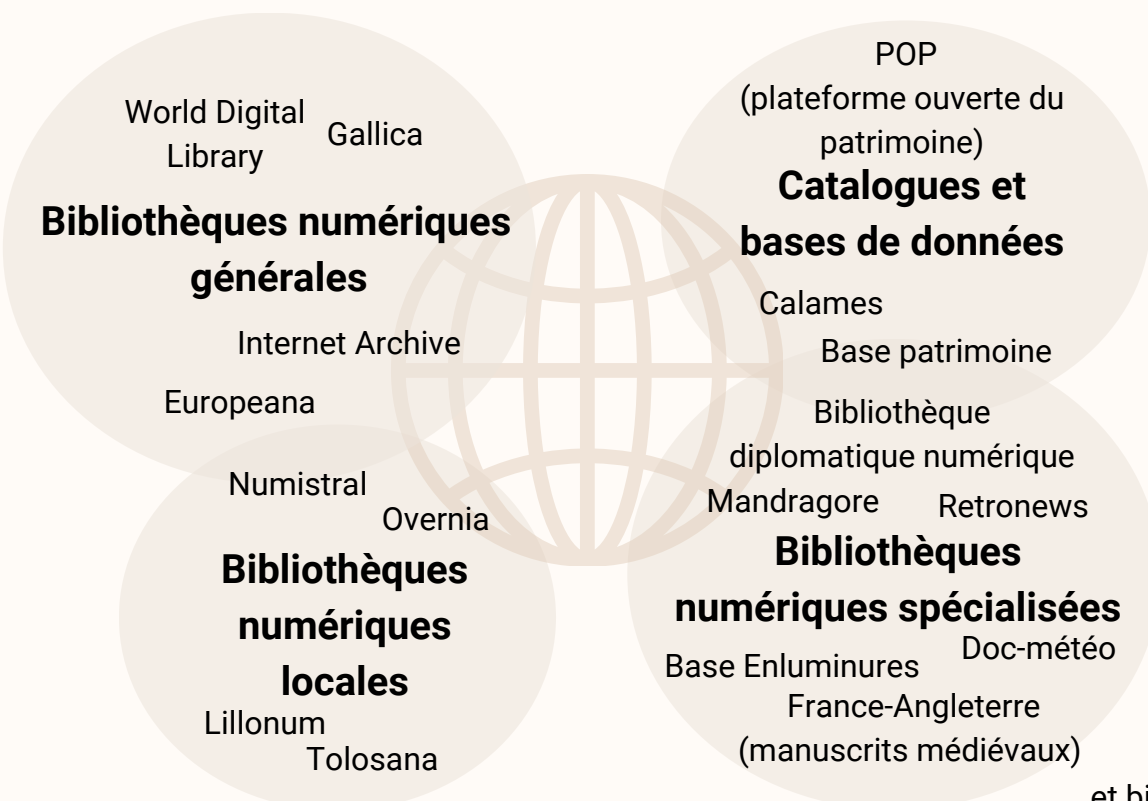 World Digital
Library
Gallica
Bibliothèques numériques
générales
Internet Archive
Europeana
POP
(plateforme ouverte du
patrimoine)
Catalogues et
bases de données
Calames
Base patrimoine
Numistral
Overnia
Bibliothèques
numériques
locales
Lillonum
Tolosana
Bibliothèque
diplomatique numérique
Mandragore
Retronews
Bibliothèques
numériques spécialisées
Doc-météo
Base Enluminures
France-Angleterre
(manuscrits médiévaux)
et